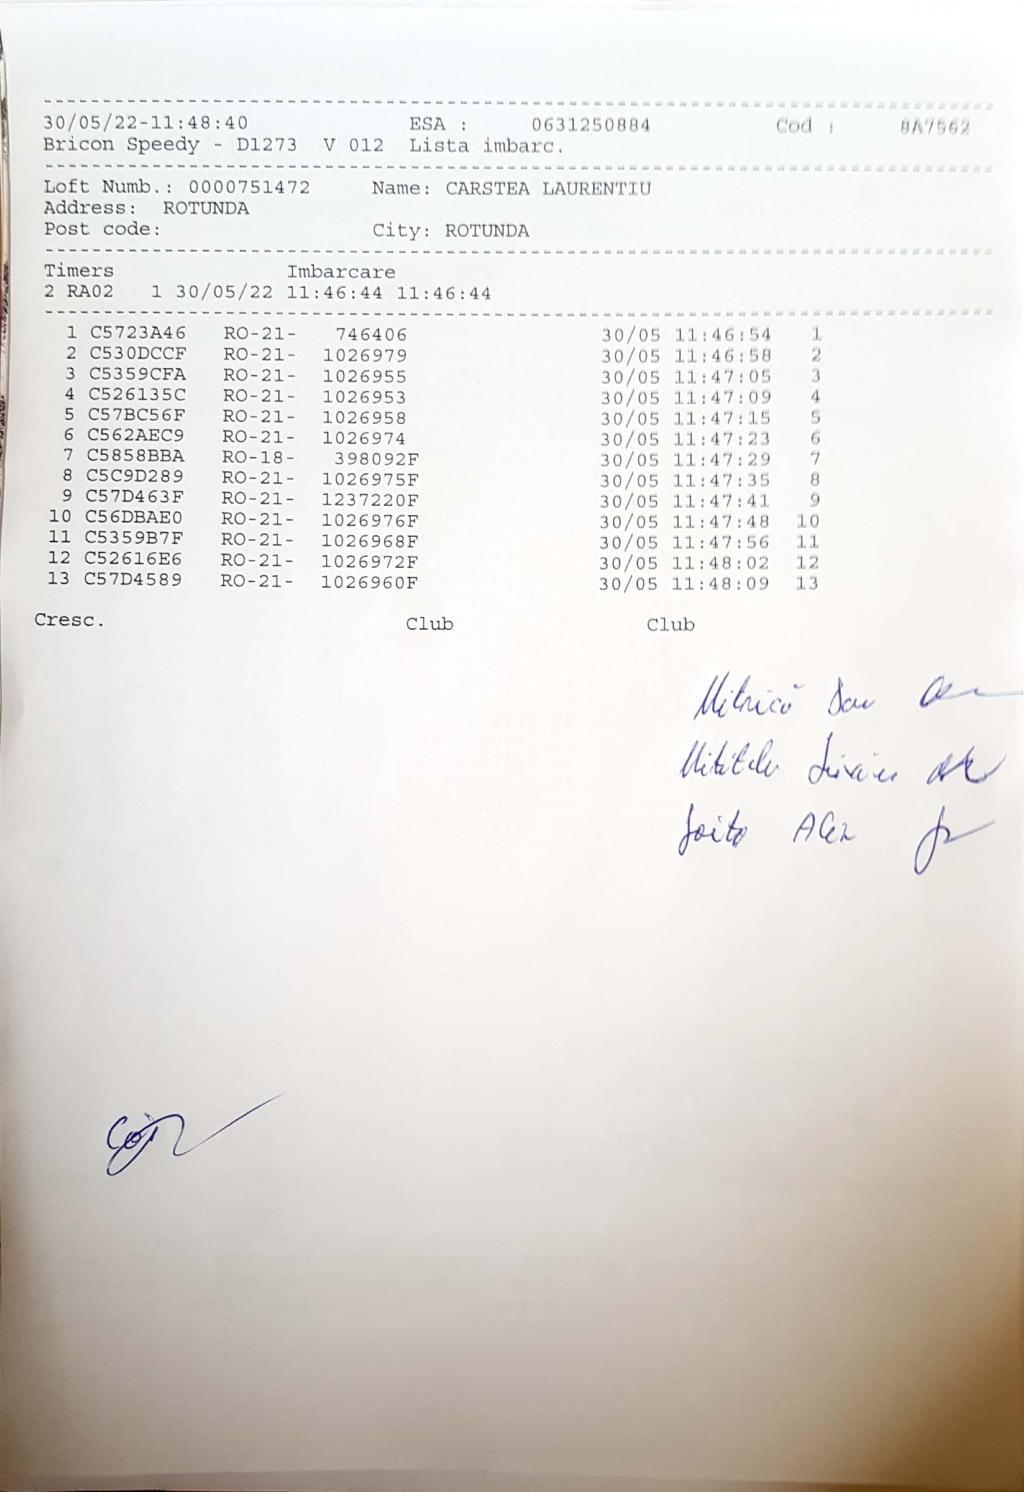 30/05/22-11:48:40 ESA : 0631250884 Cod : 8A7562
Bricon Speedy - D1273 V 012 Lista imbarc.
Loft Numb.: 0000751472 Name: CARSTEA LAURENTIU
Address: ROTUNDA
Post code: City: ROTUNDA
Timers Imbarcare
2 RA02 1 30/05/22 11:46:44 11:46:44
1 C5723A46 RO-21- 746406 30/05 11:46:54 1
2 C530DCCF RO-21- 1026979 30/05 11:46:58 2
3 C5359CFA RO-21- 1026955 30/05 11:47:05 3
4 C526135C RO-21- 1026953 30/05 11:47:09 4
5 C57BC56F RO-21- 1026958 30/05 11:47:15 5
6 C562AEC9 RO-21- 1026974 30/05 11:47:23 6
7 C5858BBA RO-18- 398092F 30/05 11:47:29 7
8 C5C9D289 RO-21- 1026975F 30/05 11:47:35 8
9 C57D463F RO-21- 1237220F 30/05 11:47:41 9
10 C56DBAE0 RO-21- 1026976F 30/05 11:47:48 10
11 C5359B7F RO-21- 1026968F 30/05 11:47:56 11
12 C52616E6 RO-21- 1026972F 30/05 11:48:02 12
13 C57D4589 RO-21- 1026960F 30/05 11:48:09 13
Cresc. Club Club
Mitrică Dan
Alex